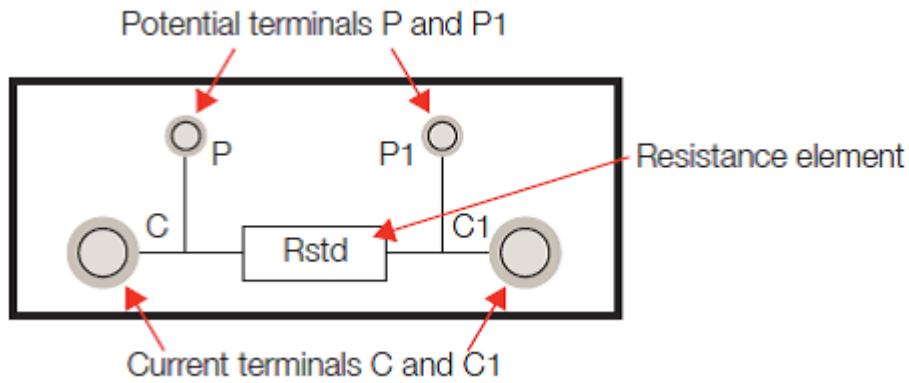 Potential terminals P and P1
P
P1
Resistance element
C
Rstd
C1
Current terminals C and C1